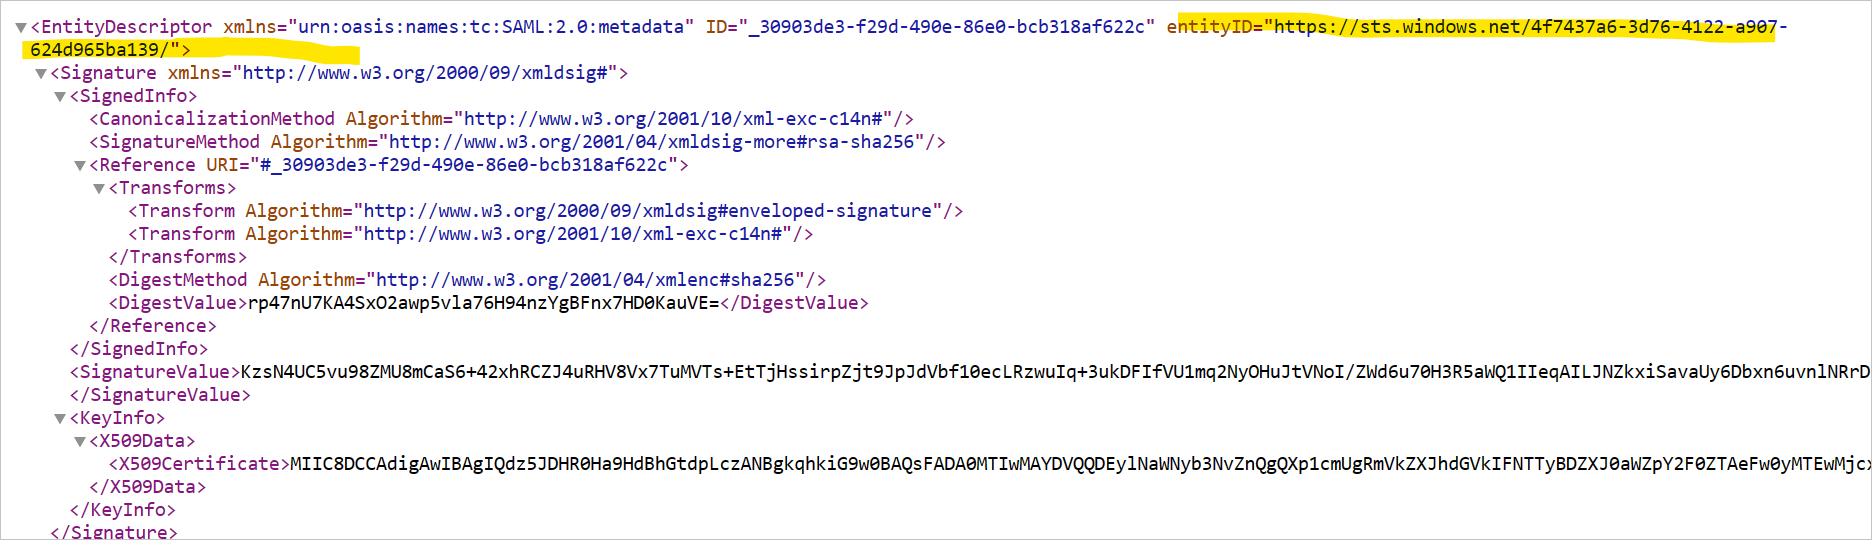 <EntityDescriptor xmlns="urn:oasis:names:tc:SAML:2.0:metadata" ID="_30903de3-f29d-490e-86e0-bcb318af622c" entityID="https://sts.windows.net/4f7437a6-3d76-4122-a907-
624d965ba139/">
<Signature xmlns="http://www.w3.org/2000/09/xmldsig#">
<SignedInfo>
<CanonicalizationMethod Algorithm="http://www.w3.org/2001/10/xml-exc-c14n#"/>
<SignatureMethod Algorithm="http://www.w3.org/2001/04/xmldsig-more#rsa-sha256"/>
<Reference URI="#_30903de3-f29d-490e-86e0-bcb318af622c">
<Transforms>
<Transform Algorithm="http://www.w3.org/2000/09/xmldsig#enveloped-signature"/>
<Transform Algorithm="http://www.w3.org/2001/10/xml-exc-c14n#"/>
</Transforms>
<DigestMethod Algorithm="http://www.w3.org/2001/04/xmlenc#sha256"/>
<DigestValue>rp47nU7KA4SxO2awp5vla76H94nzYgBFnx7HD0KauVE=</DigestValue>
</Reference>
</SignedInfo>
<SignatureValue>KzsN4UC5vu98ZMU8mCaS6+42xhRCZJ4uRHV8Vx7TuMVTs+EtTjHssirpZjt9JpJdVbf10ecLRzwuIq+3ukDFIfVU1mq2NyOHuJtVNoI/ZWd6u70H3R5aWQ1IIeqAILJNZkxiSavaUy6Dbxn6uvnlNRrD
</SignatureValue>
<KeyInfo>
<X509Data>
<X509Certificate>MIIC8DCCAdigAwIBAgIQdz5JDHR0Ha9HdBhGtdpLczANBgkqhkiG9w0BAQsFADA0MTIwMAYDVQQDEylNaWNyb3NvZnQgQXp1cmUgRmVkZXJhdGVkIFNTTyBDZXJ0aWZpY2F0ZTAeFw0yMTEwMjcx
</X509Data>
</KeyInfo>
</Signature>